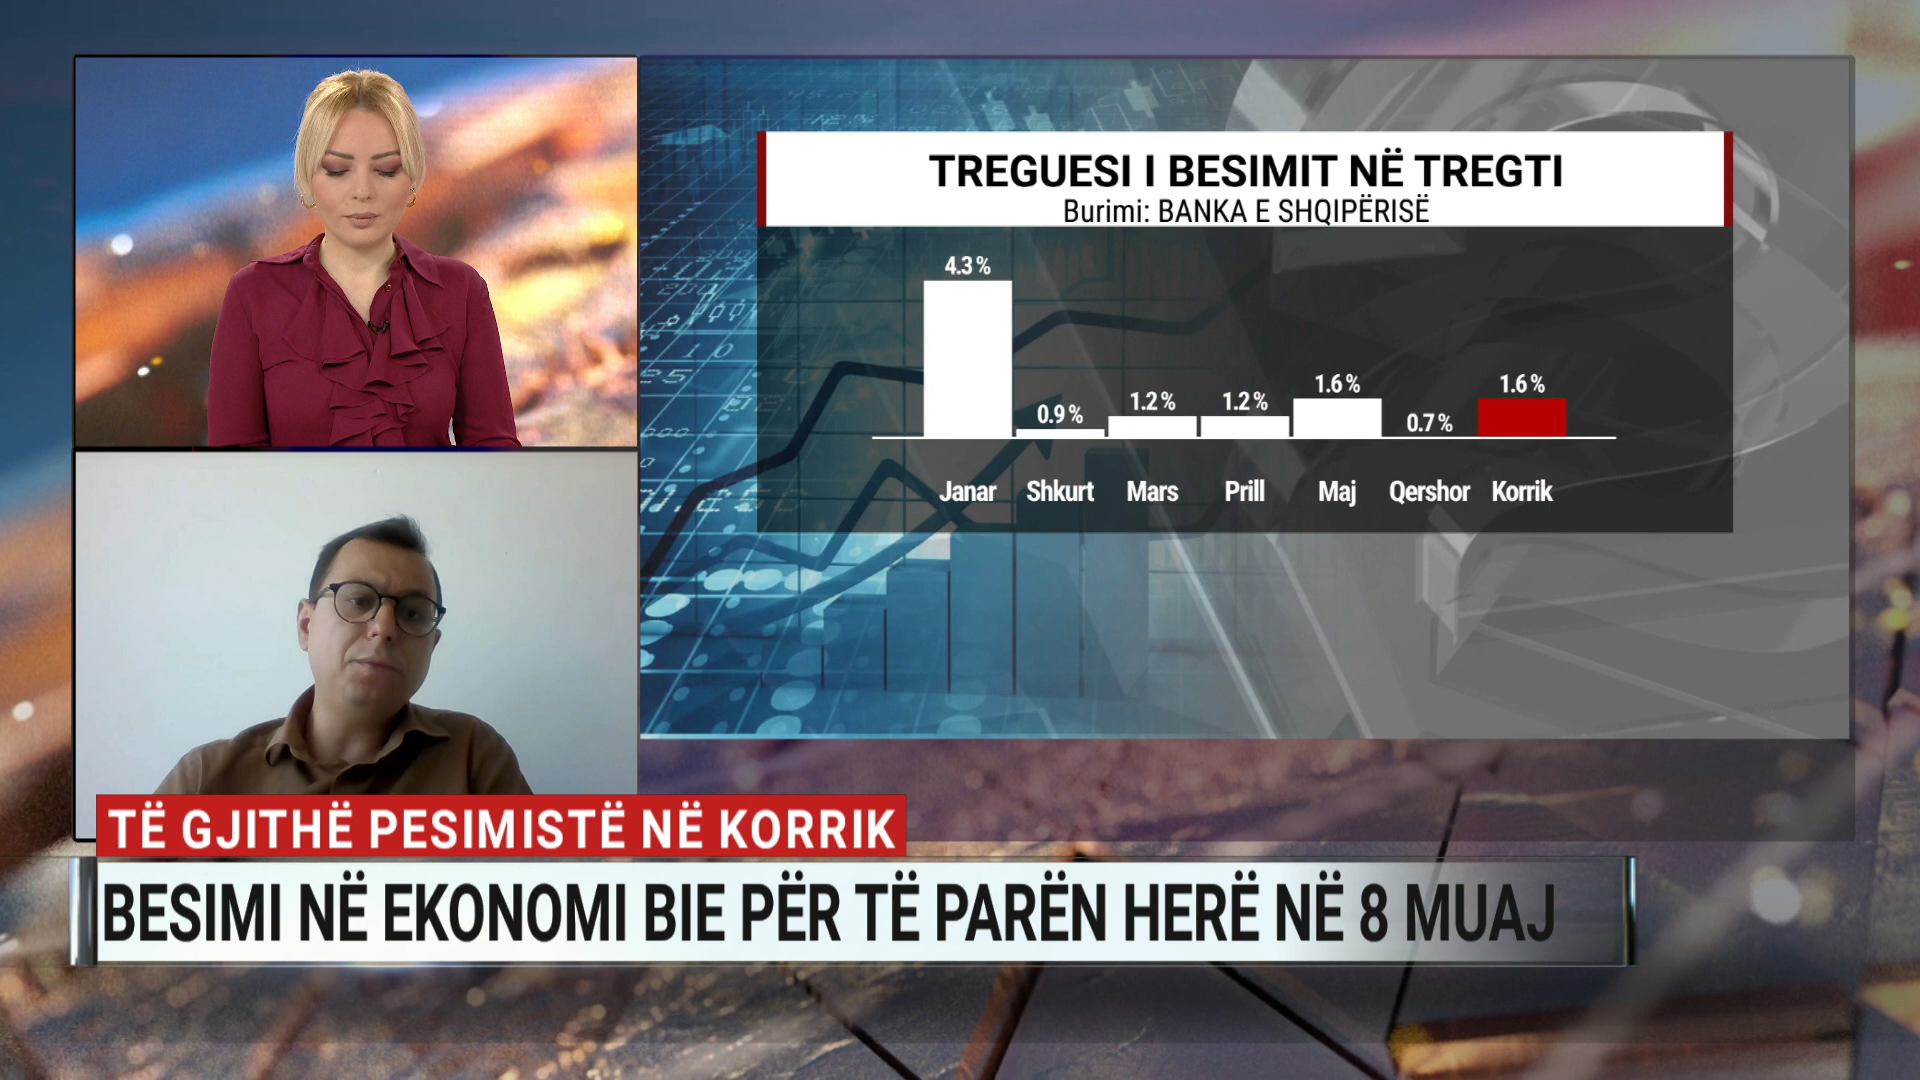 TREGUESI I BESIMIT NË TREGTI
Burimi: BANKA E SHQIPËRISË
4.3%
0.9%
1.2%
1.2%
1.6%
0.7%
1.6%
Janar Shkurt Mars Prill Maj Qershor Korrik
TË GJITHË PESIMISTË NË KORRIK
BESIMI NË EKONOMI BIE PËR TË PARËN HERË NË 8 MUAJ